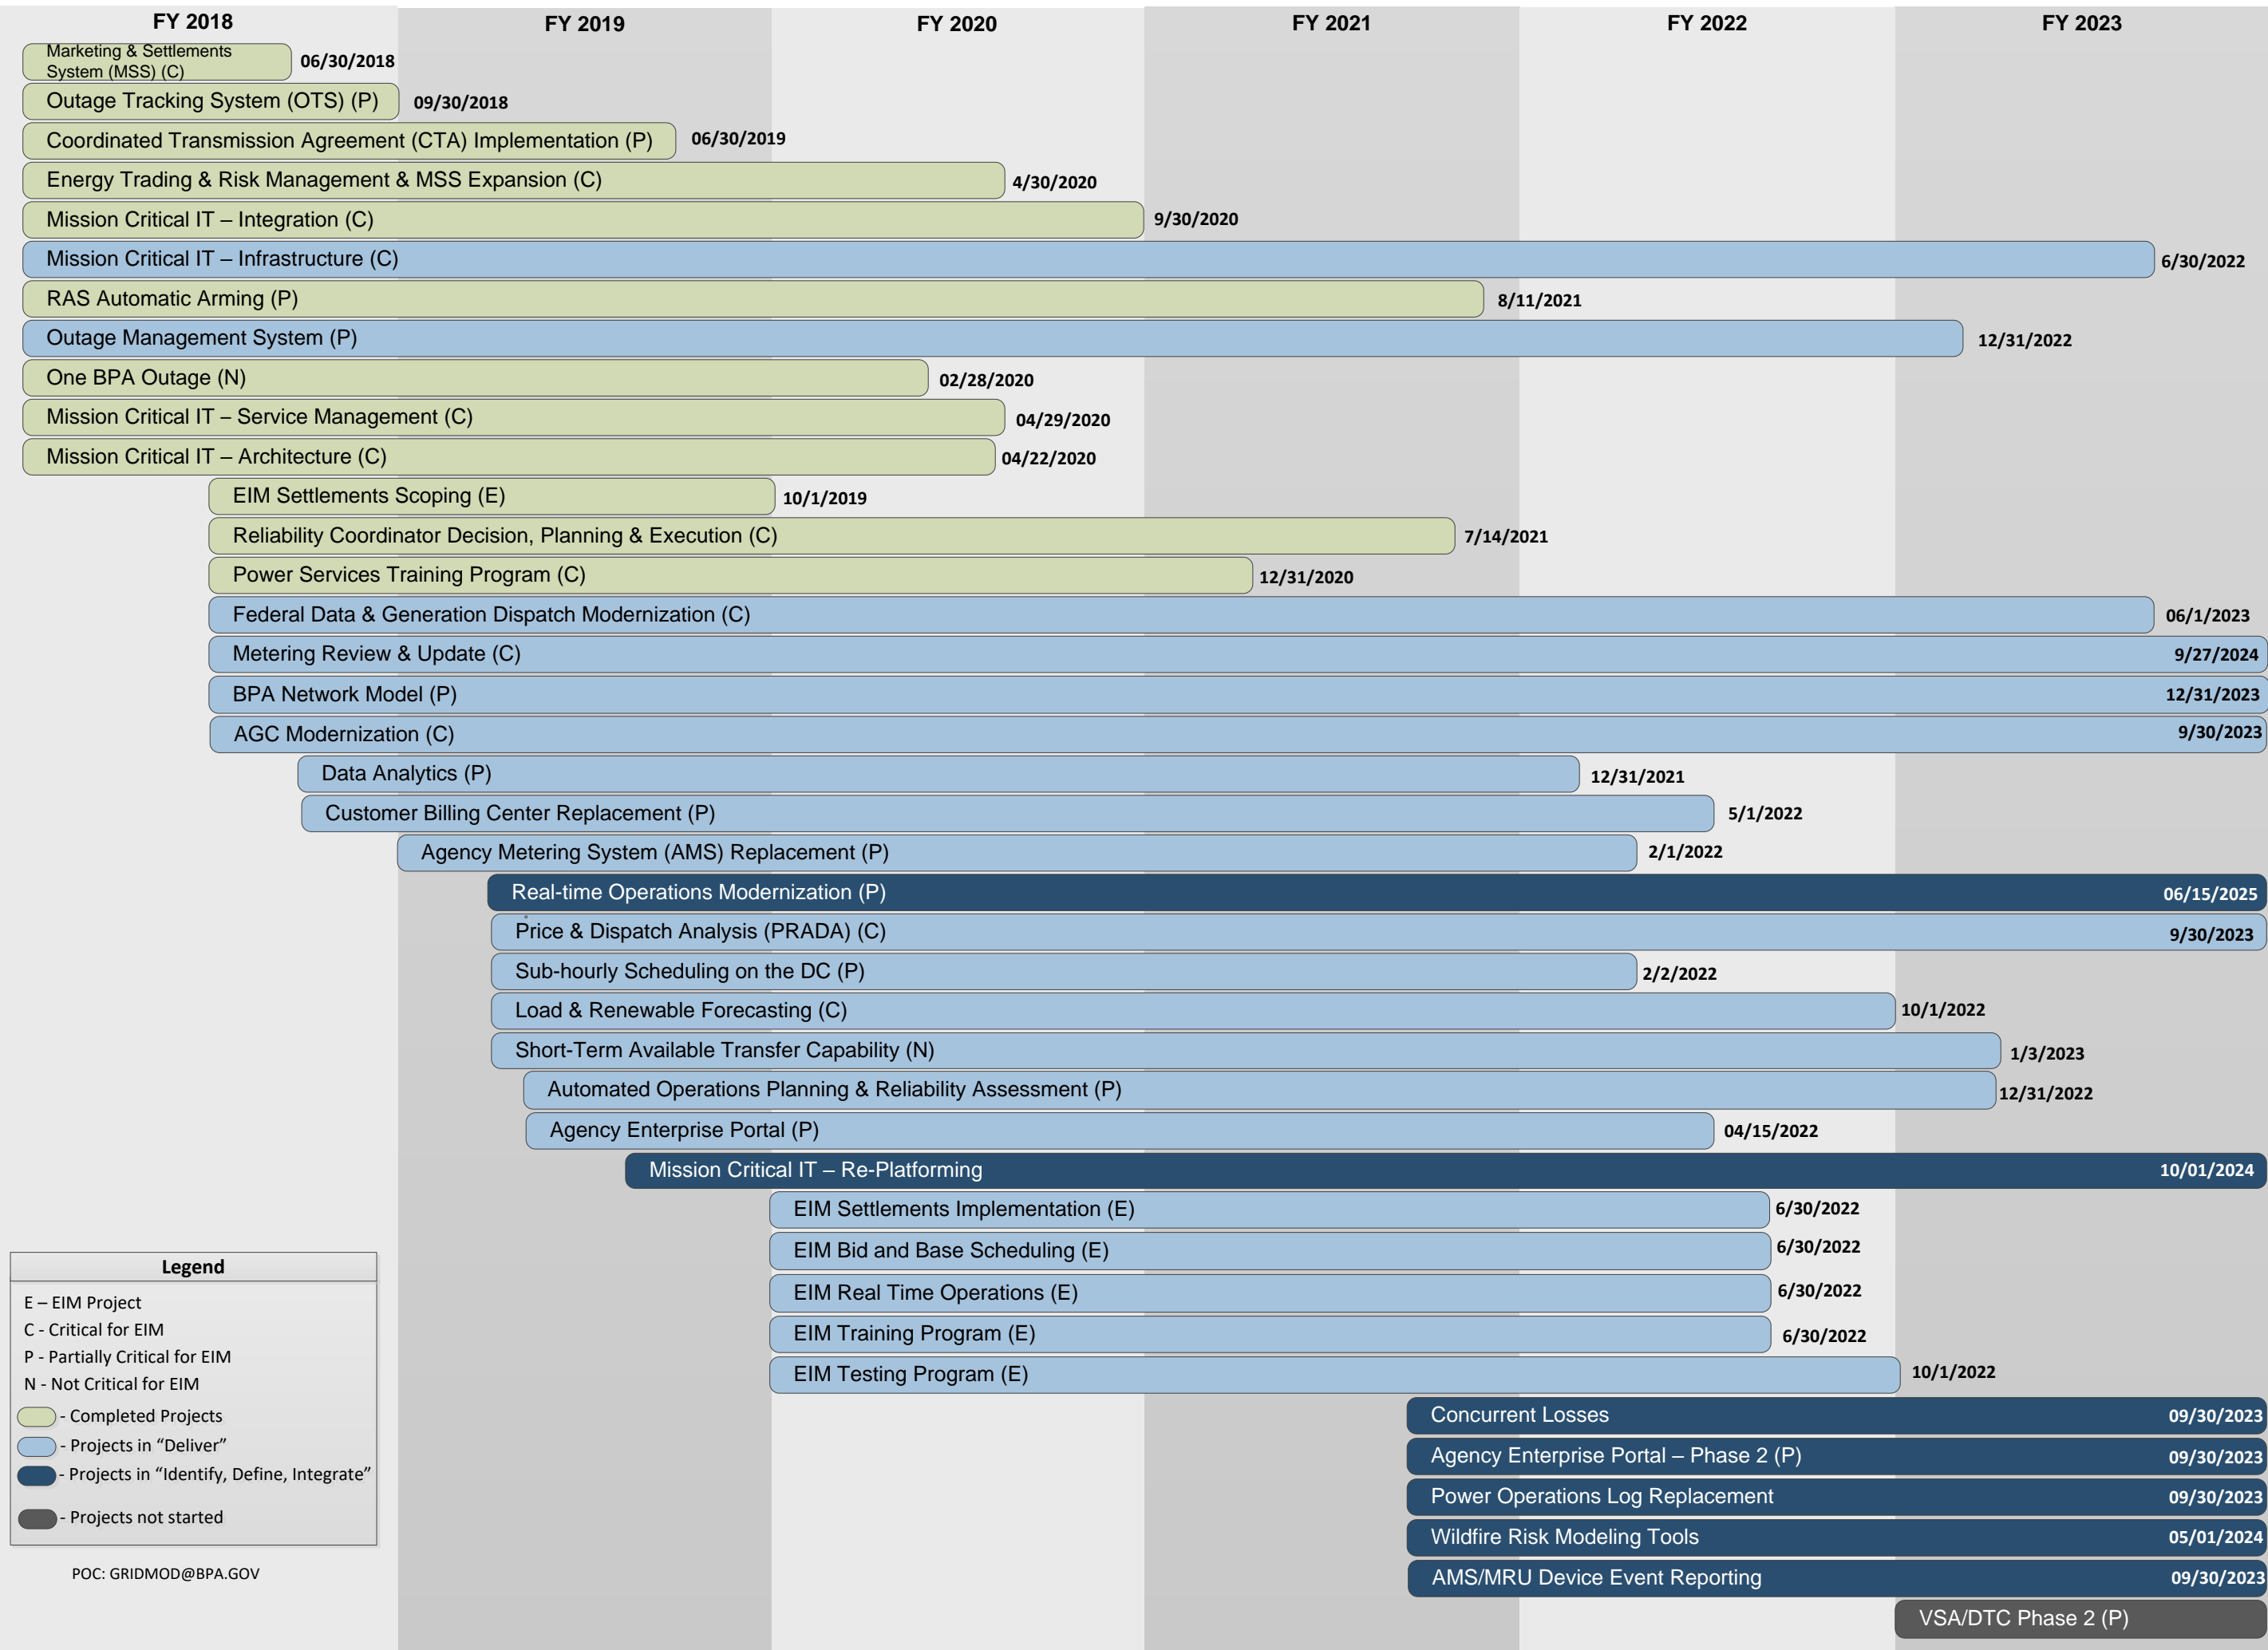 FY 2018 FY 2019 FY 2020 FY 2021 FY 2022 FY 2023
Marketing & Settlements
System (MSS) (C)
06/30/2018
Outage Tracking System (OTS) (P) 09/30/2018
Coordinated Transmission Agreement (CTA) Implementation (P) 06/30/2019
Energy Trading & Risk Management & MSS Expansion (C) 4/30/2020
Mission Critical IT – Integration (C) 9/30/2020
Mission Critical IT – Infrastructure (C) 6/30/2022
RAS Automatic Arming (P) 8/11/2021
Outage Management System (P) 12/31/2022
One BPA Outage (N) 02/28/2020
Mission Critical IT – Service Management (C) 04/29/2020
Mission Critical IT – Architecture (C) 04/22/2020
EIM Settlements Scoping (E) 10/1/2019
Reliability Coordinator Decision, Planning & Execution (C) 7/14/2021
Power Services Training Program (C) 12/31/2020
Federal Data & Generation Dispatch Modernization (C) 06/1/2023
Metering Review & Update (C) 9/27/2024
BPA Network Model (P) 12/31/2023
AGC Modernization (C) 9/30/2023
Data Analytics (P) 12/31/2021
Customer Billing Center Replacement (P) 5/1/2022
Agency Metering System (AMS) Replacement (P) 2/1/2022
Real-time Operations Modernization (P) 06/15/2025
Price & Dispatch Analysis (PRADA) (C) 9/30/2023
Sub-hourly Scheduling on the DC (P) 2/2/2022
Load & Renewable Forecasting (C) 10/1/2022
Short-Term Available Transfer Capability (N) 1/3/2023
Automated Operations Planning & Reliability Assessment (P) 12/31/2022
Agency Enterprise Portal (P) 04/15/2022
Mission Critical IT – Re-Platforming 10/01/2024
EIM Settlements Implementation (E) 6/30/2022
EIM Bid and Base Scheduling (E) 6/30/2022
EIM Real Time Operations (E) 6/30/2022
EIM Training Program (E) 6/30/2022
EIM Testing Program (E) 10/1/2022
Concurrent Losses 09/30/2023
Agency Enterprise Portal – Phase 2 (P) 09/30/2023
Power Operations Log Replacement 09/30/2023
Wildfire Risk Modeling Tools 05/01/2024
AMS/MRU Device Event Reporting 09/30/2023
VSA/DTC Phase 2 (P)
Legend
E – EIM Project
C - Critical for EIM
P - Partially Critical for EIM
N - Not Critical for EIM
- Completed Projects
- Projects in “Deliver”
- Projects in “Identify, Define, Integrate”
- Projects not started
POC: GRIDMOD@BPA.GOV